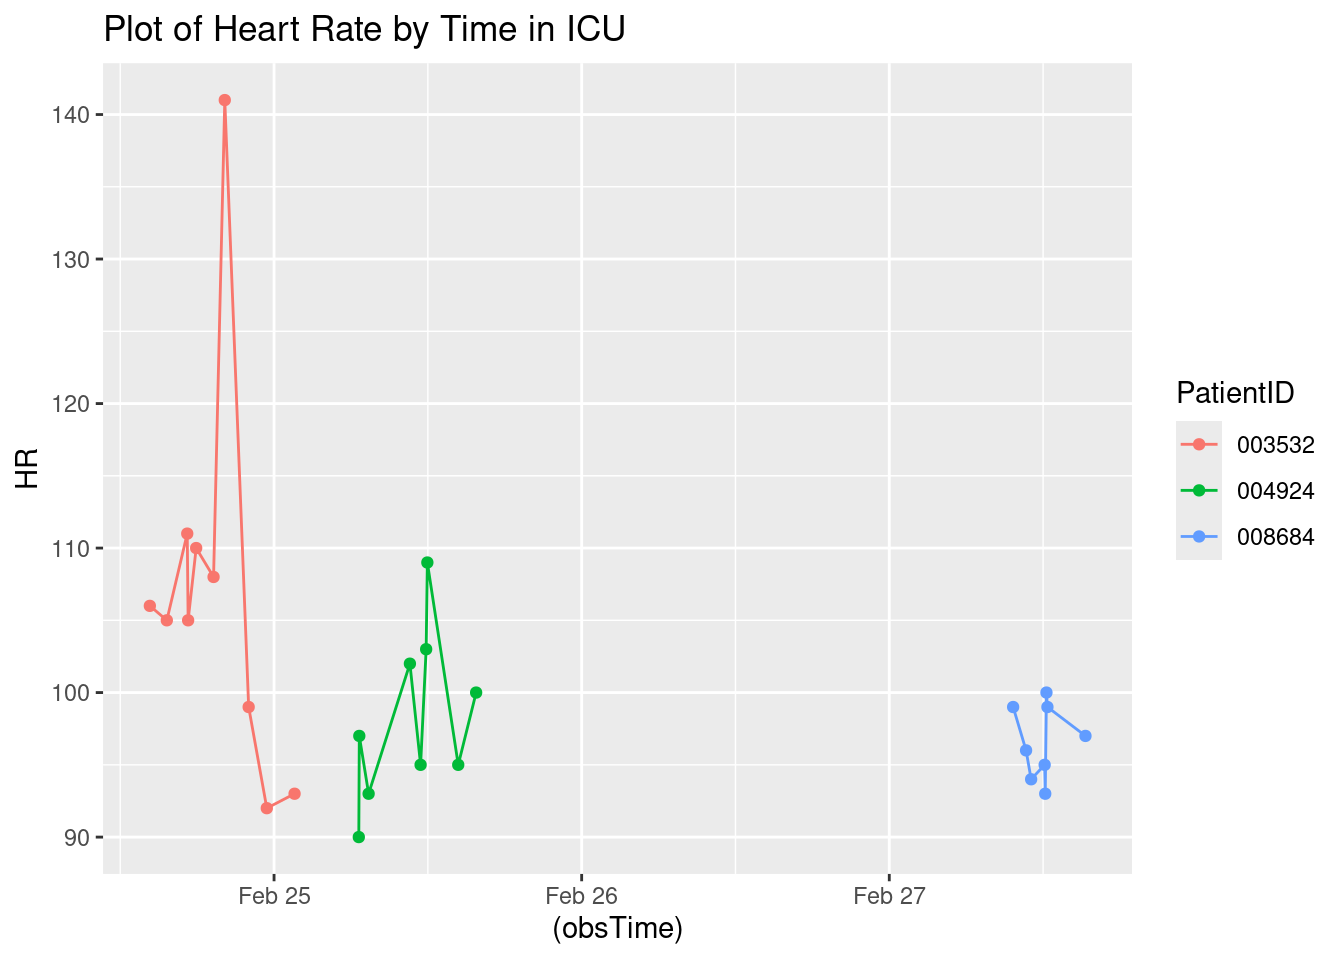 Plot of Heart Rate by Time in ICU
140
130
120
110
100
90
HR
Feb 25
Feb 26
Feb 27
(obsTime)
PatientID
003532
004924
008684